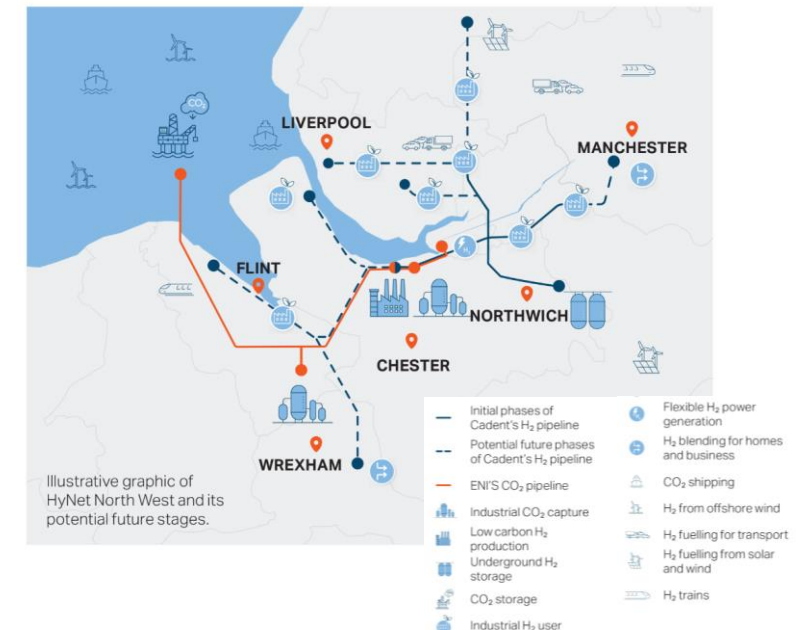 CO₂
LIVERPOOL
MANCHESTER
FLINT
H₂
NORTHWICH
CHESTER
WREXHAM
Illustrative graphic of
HyNet North West and its
potential future stages.
Initial phases of
Cadent's H₂ pipeline
Potential future phases
of Cadent's H₂ pipeline
ENI'S CO₂ pipeline
Industrial CO₂ capture
Low carbon H₂
production
Underground H₂
storage
CO₂ storage
Industrial H₂ user
Flexible H₂ power
generation
H₂ blending for homes
and business
CO₂ shipping
H₂ from offshore wind
H₂ fuelling for transport
H₂ fuelling from solar
and wind
H₂ trains